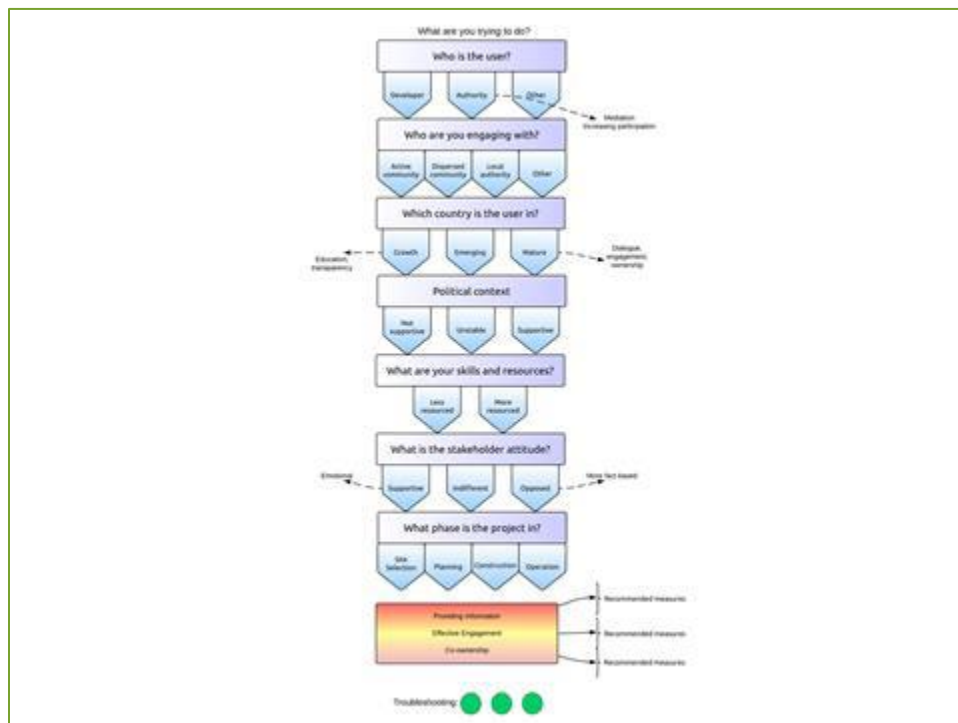 What are you trying to do?
Who is the user?
Developer
Authority
Other
Mediation
Increasing participation
Who are you engaging with?
Active
community
Dispersed
community
Local
authority
Other
Which country is the user in?
Growth
Emerging
Mature
Education,
transparency
Dialogue,
engagement,
ownership
Political context
Not
supportive
Unstable
Supportive
What are your skills and resources?
Less
resourced
More
resourced
What is the stakeholder attitude?
Emotional
Supportive
Indifferent
Opposed
More fact-based
What phase is the project in?
Site
Selection
Planning
Construction
Operation
Providing information
Effective Engagement
Co-ownership
Recommended measures
Recommended measures
Recommended measures
Troubleshooting: